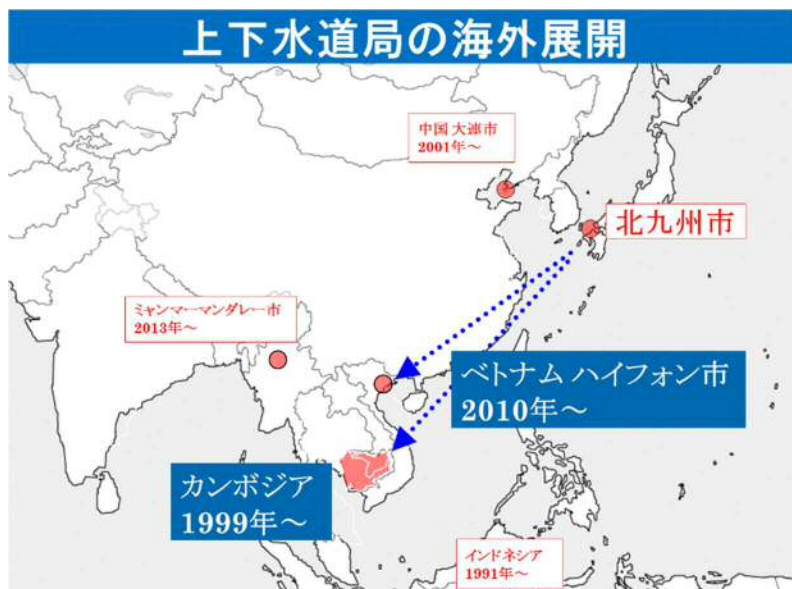 上下水道局の海外展開
中国 大連市
2001年～
北九州市
ミャンマーマンダレー市
2013年～
ベトナム ハイフォン市
2010年～
カンボジア
1999年～
インドネシア
1991年～